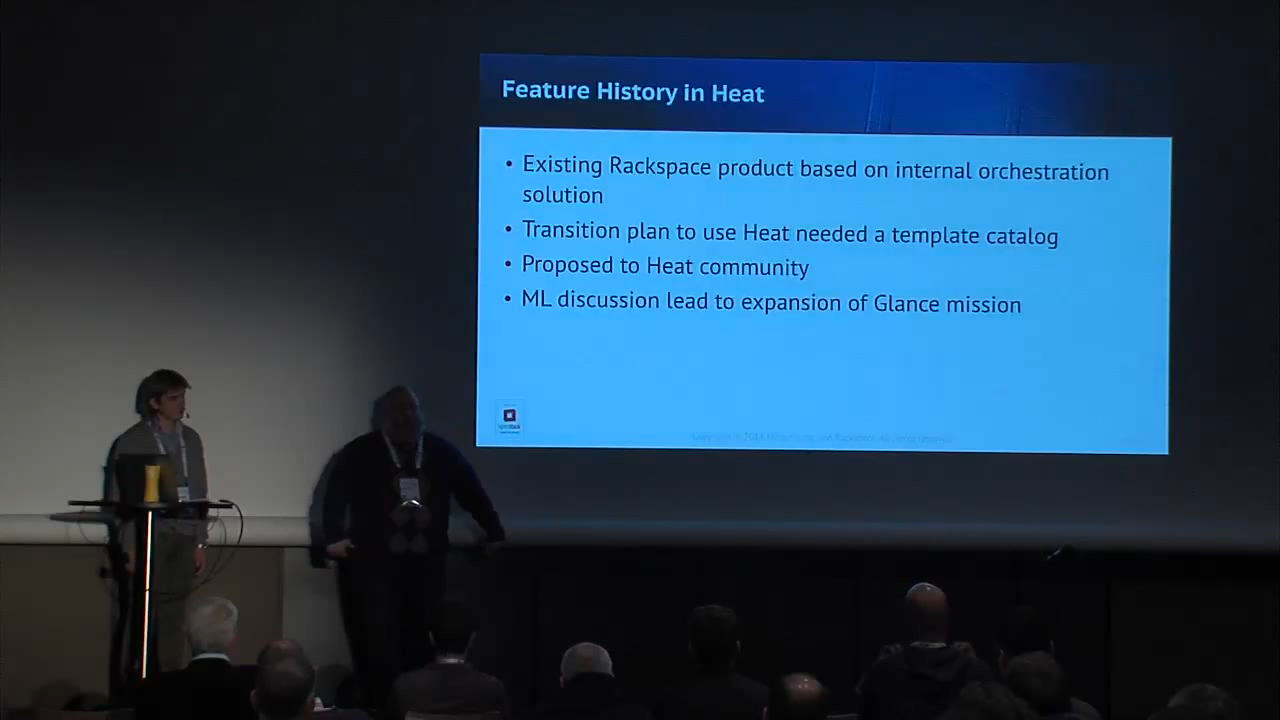 Feature History in Heat
• Existing Rackspace product based on internal orchestration
solution
• Transition plan to use Heat needed a template catalog
• Proposed to Heat community
• ML discussion lead to expansion of Glance mission
openstack